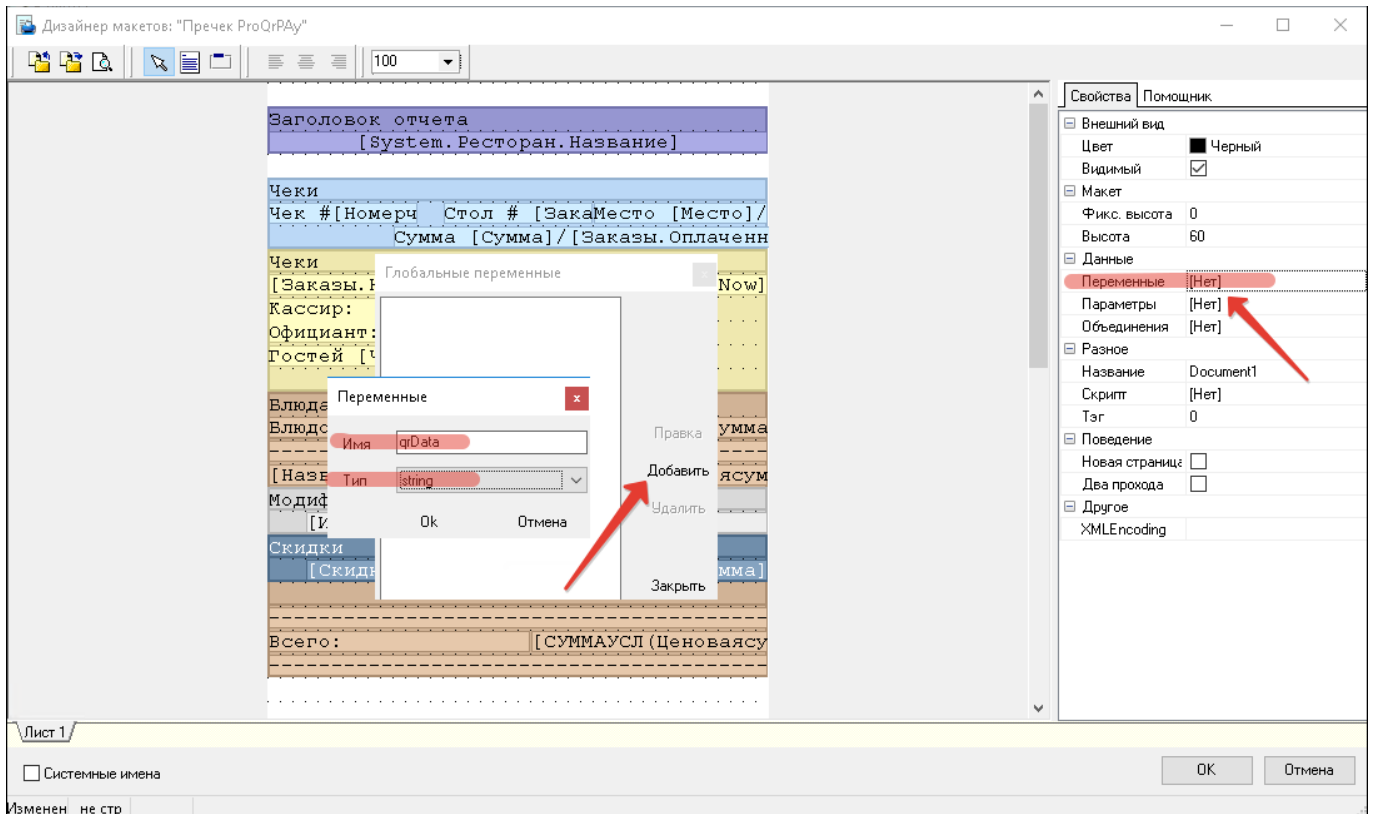 Дизайнер макетов: "Пречек ProQrPAy"
100
Заголовок отчета
[System.Ресторан.Название]
Чеки
Чек #[Номерч Стол # [ЗакаМесто [Место]/
Сумма [Сумма]/[Заказы.Оплаченн
Чеки
[Заказы. Now]
Кассир:
Официант:
Гостей [Ч
Блюда
Блюдо умма
[Назв ясум
Модиф
[И
Скидки
[Скидк мма]
Всего: [СУММАУСЛ(Ценоваясу
Глобальные переменные
x
Правка
Добавить
Удалить
Закрыть
Переменные
x
Имя qrData
Тип string
Ok Отмена
Свойства Помощник
Внешний вид
Цвет Черный
Видимый
Макет
Фикс. высота 0
Высота 60
Данные
Переменные [Нет]
Параметры [Нет]
Объединения [Нет]
Разное
Название Document1
Скрипт [Нет]
Тэг 0
Поведение
Новая страница
Два прохода
Другое
XMLEncoding
Лист 1
Системные имена
OK Отмена
Изменен не стр